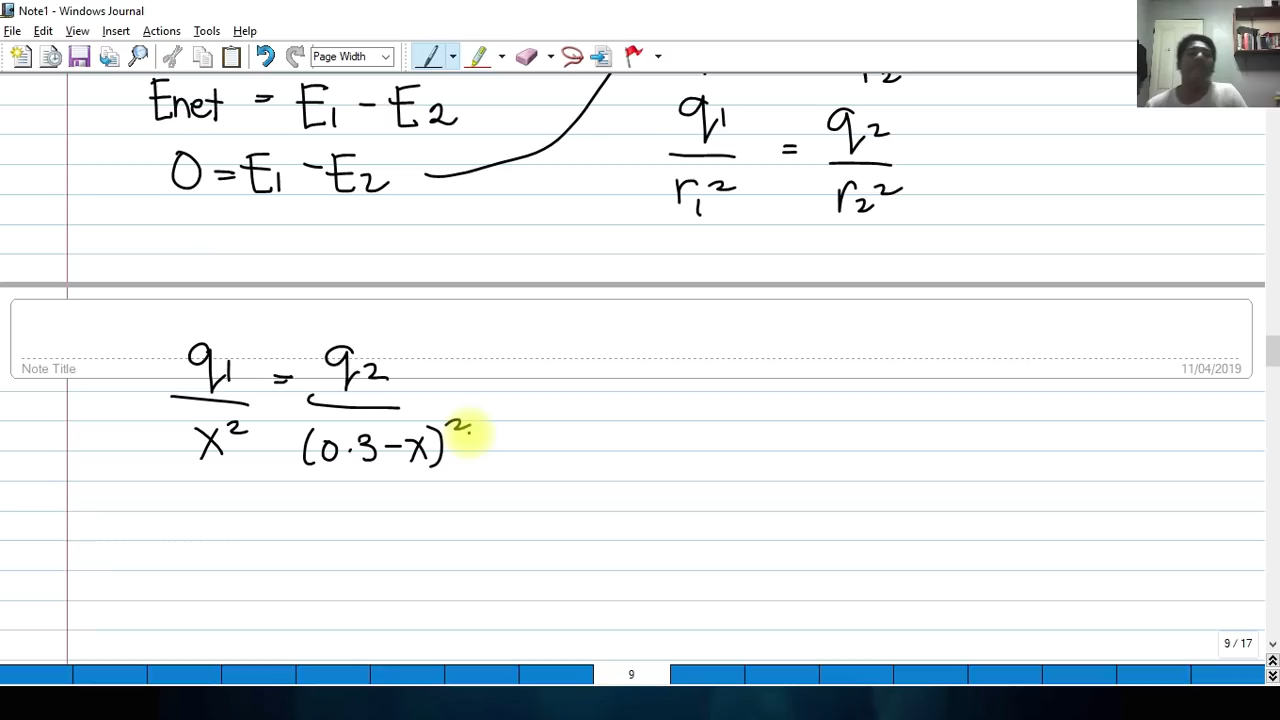 Note1 - Windows Journal
File Edit View Insert Actions Tools Help
Page Width
r₂
Enet = E₁ - E₂
0 = E₁ - E₂
q₁ / r₁² = q₂ / r₂²
q₁ / x² = q₂ / (0.3-x)²
Note Title
11/04/2019
9 / 17
9